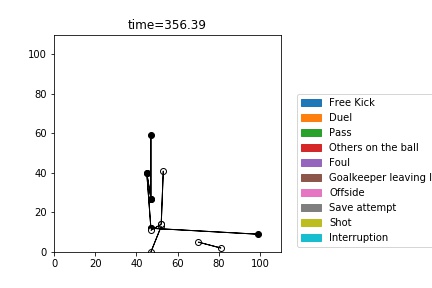 time=356.39
100
80
60
40
20
0
0 20 40 60 80 100
Free Kick
Duel
Pass
Others on the ball
Foul
Goalkeeper leaving l
Offside
Save attempt
Shot
Interruption